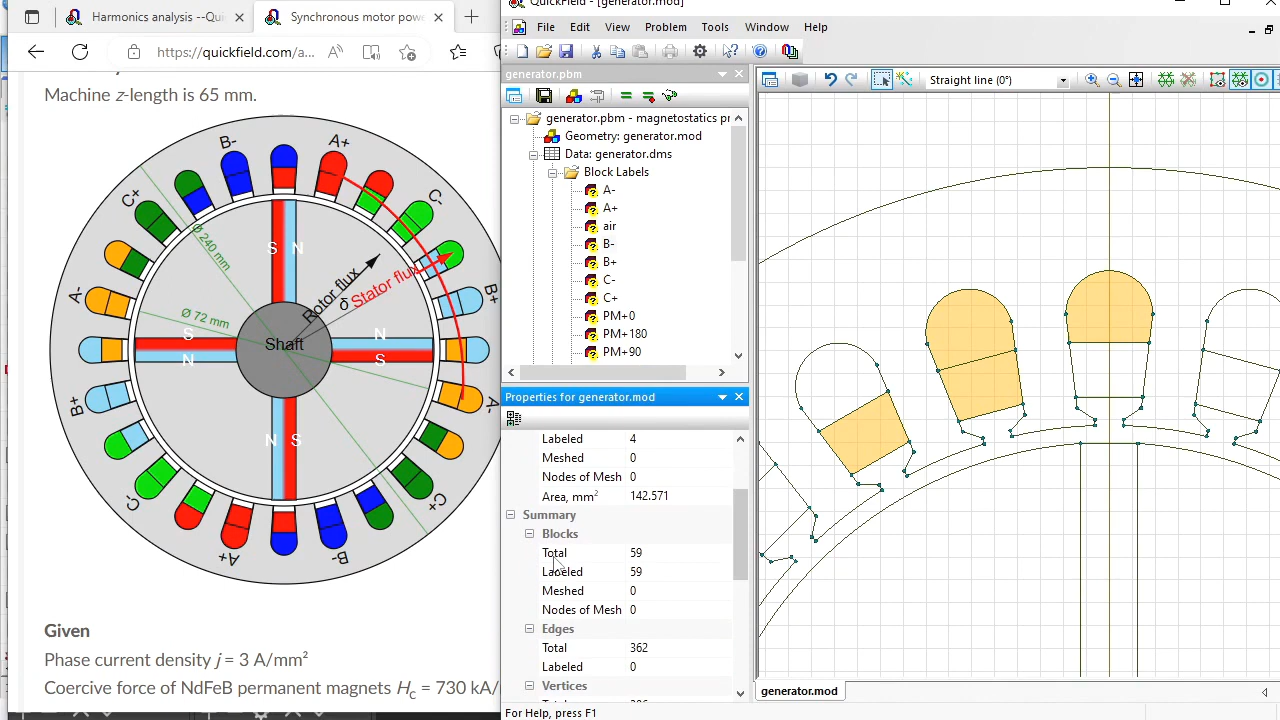 Harmonics analysis --Qui
Synchronous motor powe
https://quickfield.com/a...
Machine z-length is 65 mm.
B-
A+
C-
B+
A-
C+
B-
A+
C-
B+
A-
C+
Ø 240 mm
Ø 72 mm
S N
S
N
N
S
N S
Shaft
Rotor flux
δ
Stator flux
Given
Phase current density j = 3 A/mm²
Coercive force of NdFeB permanent magnets Hc = 730 kA/
QuickField - [generator.mod]
File Edit View Problem Tools Window Help
generator.pbm
Straight line (0°)
generator.pbm - magnetostatics pr
Geometry: generator.mod
Data: generator.dms
Block Labels
A-
A+
air
B-
B+
C-
C+
PM+0
PM+180
PM+90
Properties for generator.mod
Labeled 4
Meshed 0
Nodes of Mesh 0
Area, mm² 142.571
Summary
Blocks
Total 59
Labeled 59
Meshed 0
Nodes of Mesh 0
Edges
Total 362
Labeled 0
Vertices
generator.mod
For Help, press F1